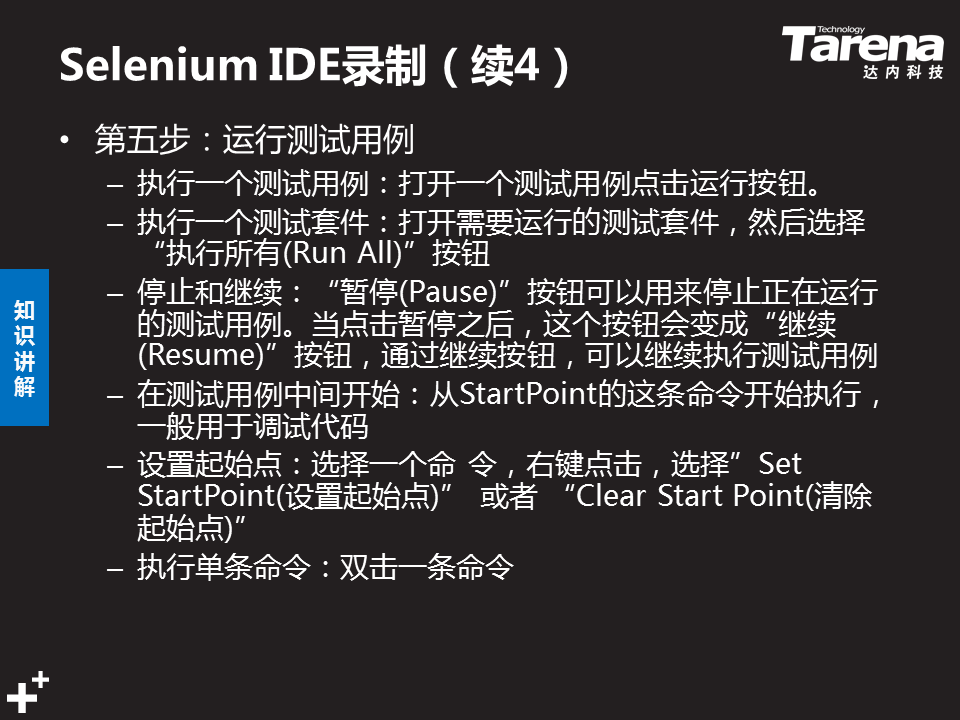 Selenium IDE录制（续4）
Technology
Tarena
达内科技
• 第五步：运行测试用例
– 执行一个测试用例：打开一个测试用例点击运行按钮。
– 执行一个测试套件：打开需要运行的测试套件，然后选择
“执行所有(Run All)”按钮
– 停止和继续：“暂停(Pause)”按钮可以用来停止正在运行
的测试用例。当点击暂停之后，这个按钮会变成“继续
(Resume)”按钮，通过继续按钮，可以继续执行测试用例
– 在测试用例中间开始：从StartPoint的这条命令开始执行，
一般用于调试代码
– 设置起始点：选择一个命 令，右键点击，选择”Set
StartPoint(设置起始点)” 或者 “Clear Start Point(清除
起始点)”
– 执行单条命令：双击一条命令
知
识
讲
解